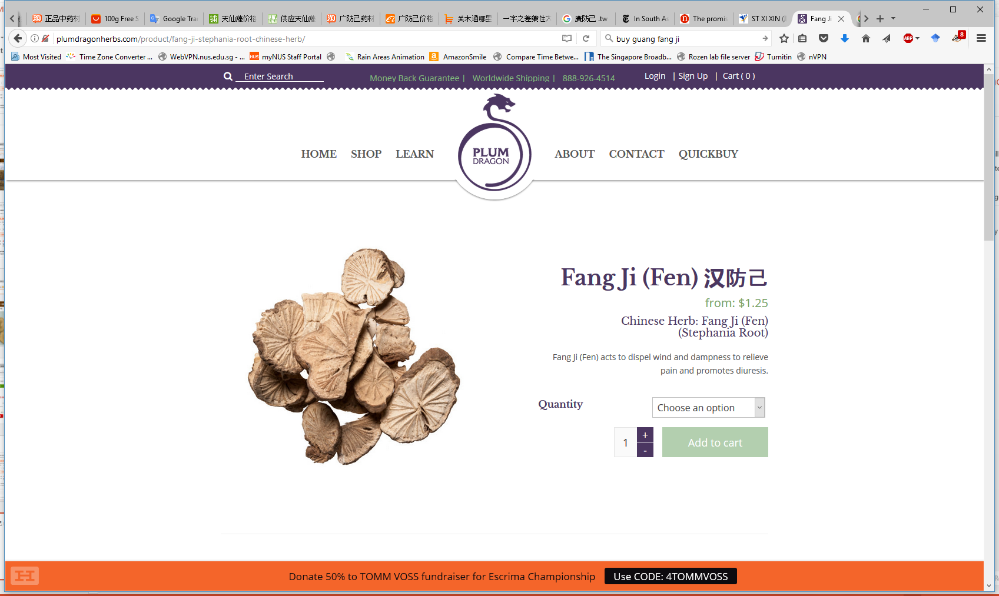 正品中药材
100g Free S
Google Tra
天仙藤价格
供应天仙藤
广防己药材
广防己价格
关木通哪里
一字之差藥性大
廣防己. .tw
In South As
The promis
ST XI XIN (
Fang Ji
plumdragonherbs.com/product/fang-ji-stephania-root-chinese-herb/
buy guang fang ji
ABP
8
Most Visited
Time Zone Converter ...
WebVPN.nus.edu.sg - ...
NUS myNUS Staff Portal
Rain Areas Animation
a AmazonSmile
Compare Time Betwe...
The Singapore Broadb...
Rozen lab file server
Turnitin
nVPN
Enter Search
Money Back Guarantee |
Worldwide Shipping |
888-926-4514
Login | Sign Up | Cart ( 0 )
HOME SHOP LEARN
PLUM
DRAGON
ABOUT CONTACT QUICKBUY
Fang Ji (Fen) 汉防己
from: $1.25
Chinese Herb: Fang Ji (Fen)
(Stephania Root)
Fang Ji (Fen) acts to dispel wind and dampness to relieve
pain and promotes diuresis.
Quantity
Choose an option
1
+
-
Add to cart
Donate 50% to TOMM VOSS fundraiser for Escrima Championship
Use CODE: 4TOMMVOSS